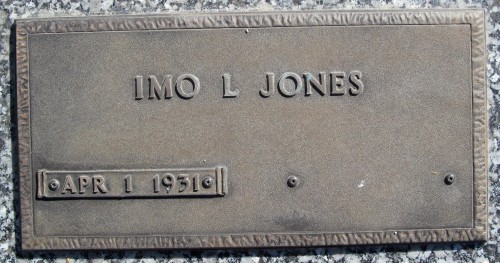 IMO L JONES
APR 1 1931